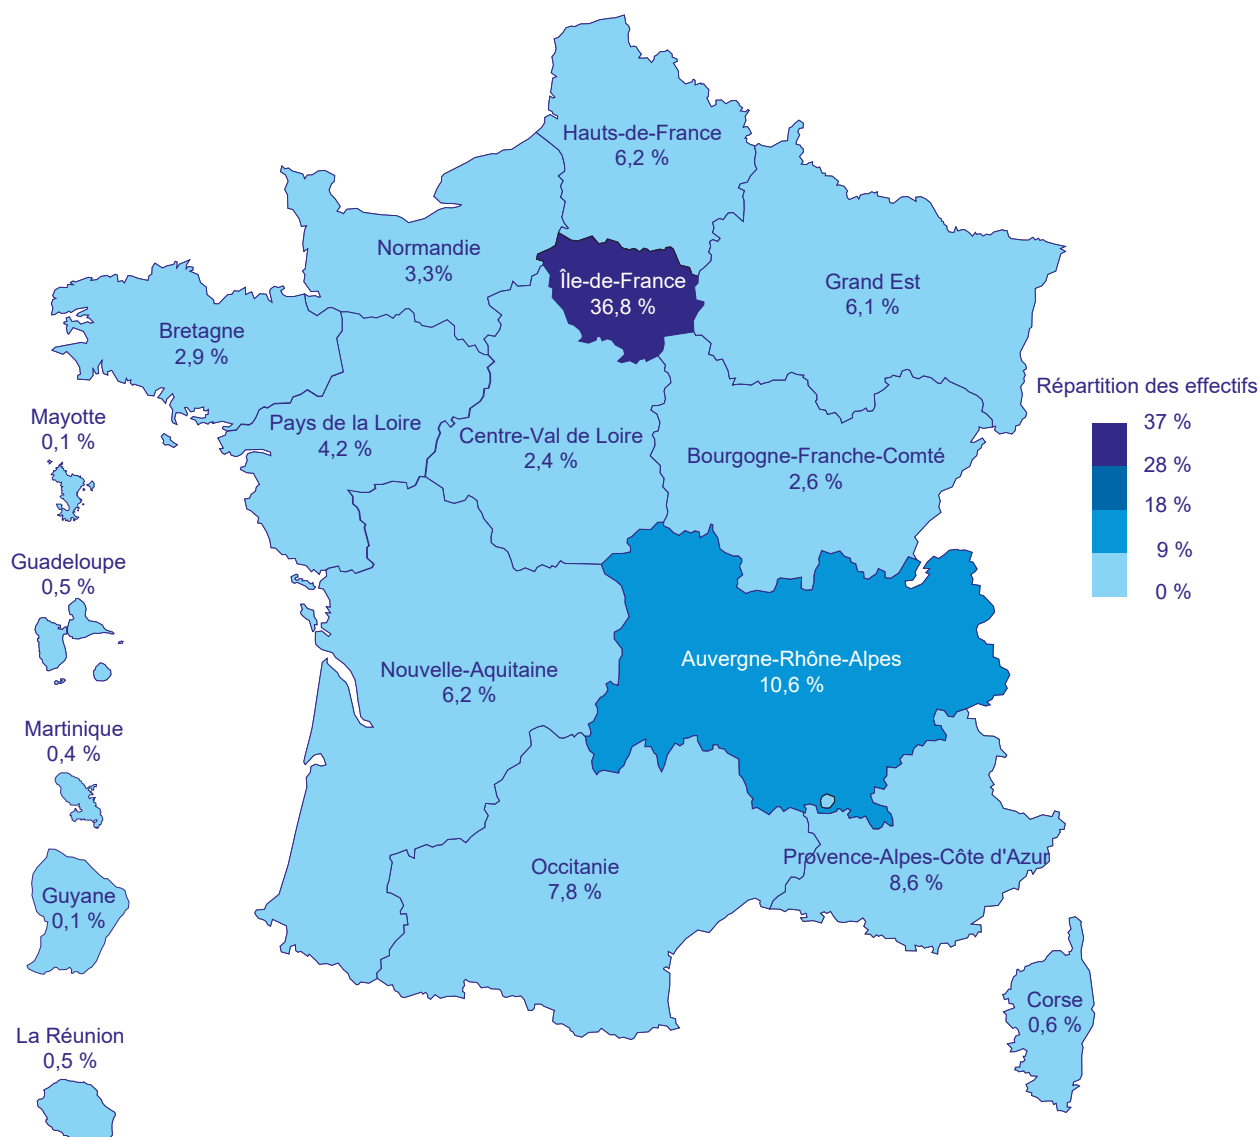 Hauts-de-France
6,2 %
Normandie
3,3%
Île-de-France
36,8 %
Grand Est
6,1 %
Bretagne
2,9 %
Pays de la Loire
4,2 %
Centre-Val de Loire
2,4 %
Bourgogne-Franche-Comté
2,6 %
Répartition des effectifs
37 %
28 %
18 %
9 %
0 %
Mayotte
0,1 %
Guadeloupe
0,5 %
Martinique
0,4 %
Guyane
0,1 %
La Réunion
0,5 %
Nouvelle-Aquitaine
6,2 %
Auvergne-Rhône-Alpes
10,6 %
Occitanie
7,8 %
Provence-Alpes-Côte d'Azur
8,6 %
Corse
0,6 %